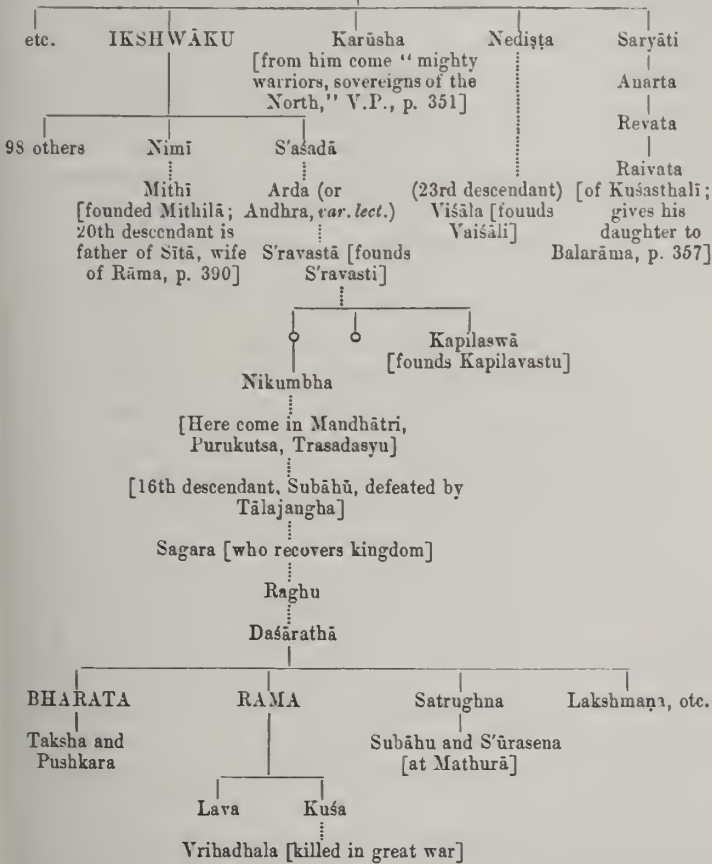 etc. IKSHWĀKU Karūsha Nediṣṭa Saryāti
[from him come “ mighty
warriors, sovereigns of the
North,” V.P., p. 351]
Anarta
Revata
98 others Nimī S'aśadā
Raivata
Mithī Arda (or (23rd descendant) [of Kuśasthalī ;
[founded Mithilā ; Andhra, var. lect.) Viśāla [founds gives his
20th descendant is Vaiśāli] daughter to
father of Sītā, wife S'ravastā [founds Balarāma, p. 357]
of Rāma, p. 390] S'ravasti]
Kapilaswā
[founds Kapilavastu]
Nikumbha
[Here come in Mandhātri,
Purukutsa, Trasadasyu]
[16th descendant, Subāhū, defeated by
Tālajangha]
Sagara [who recovers kingdom]
Raghu
Daśārathā
BHARATA RAMA Satrughna Lakshmaṇa, etc.
Taksha and Subāhu and S'ūrasena
Pushkara [at Mathurā]
Lava Kuśa
Vrihadhala [killed in great war]